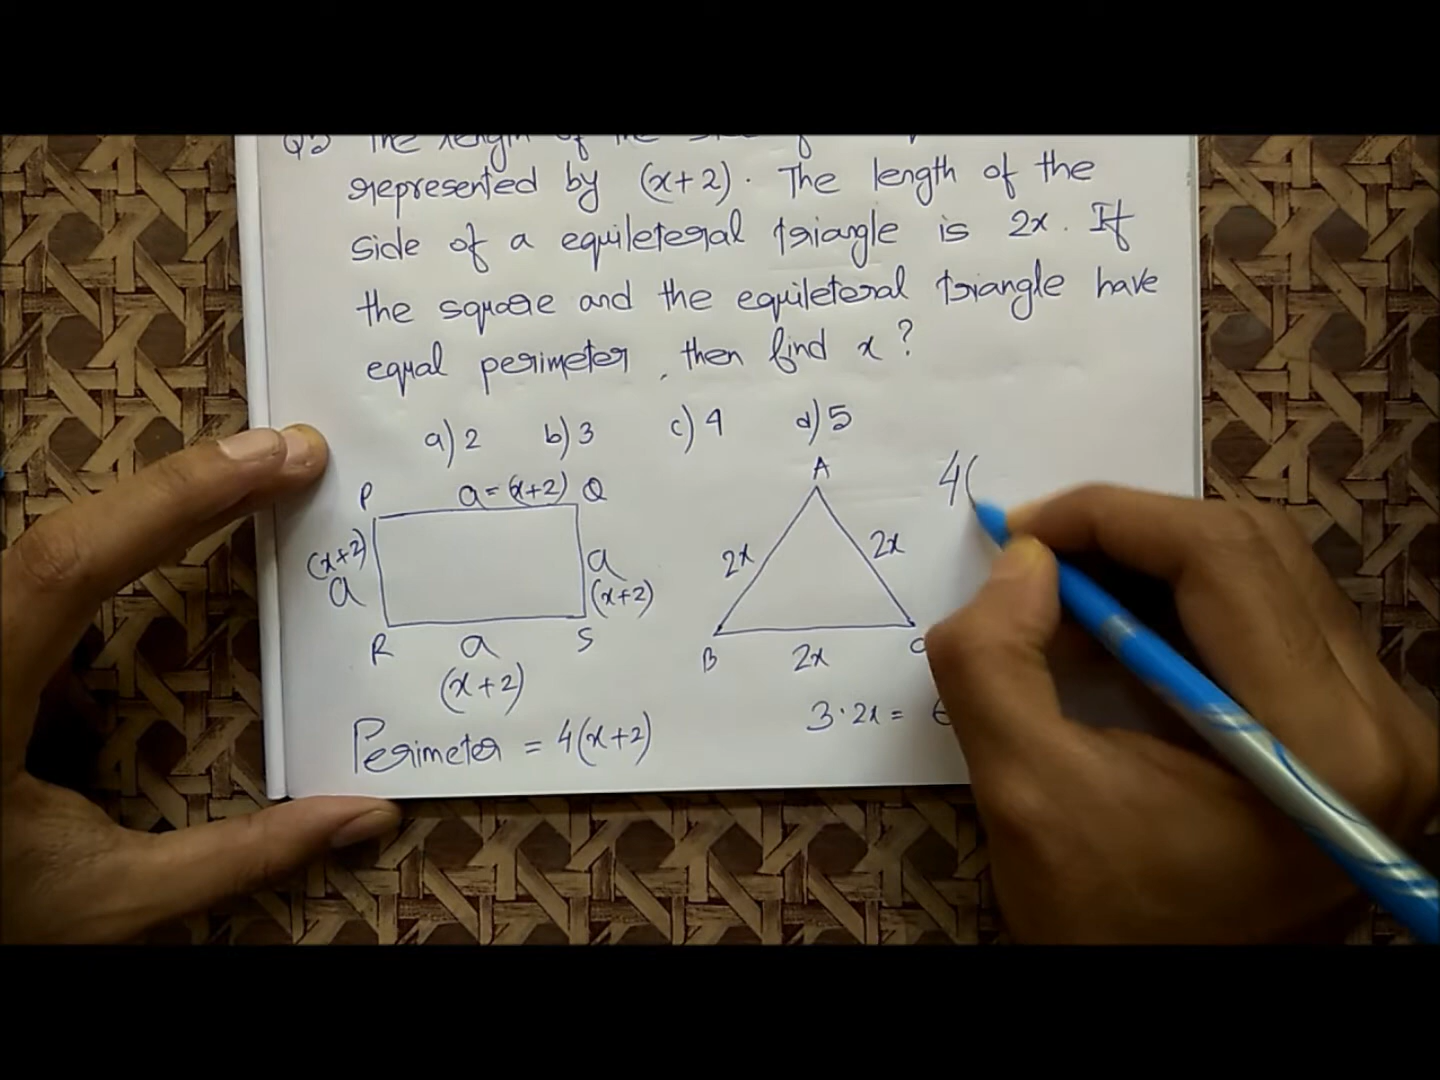 represented by (x+2). The length of the
side of a equileteral triangle is 2x. If
the square and the equileteral triangle have
equal perimeter, then find x?
a) 2 b) 3 c) 4 d) 5
P a = (x+2) Q
(x+2)
a
a
(x+2)
R a S
(x+2)
Perimeter = 4(x+2)
A
2x 2x
B 2x
3·2x =
4(